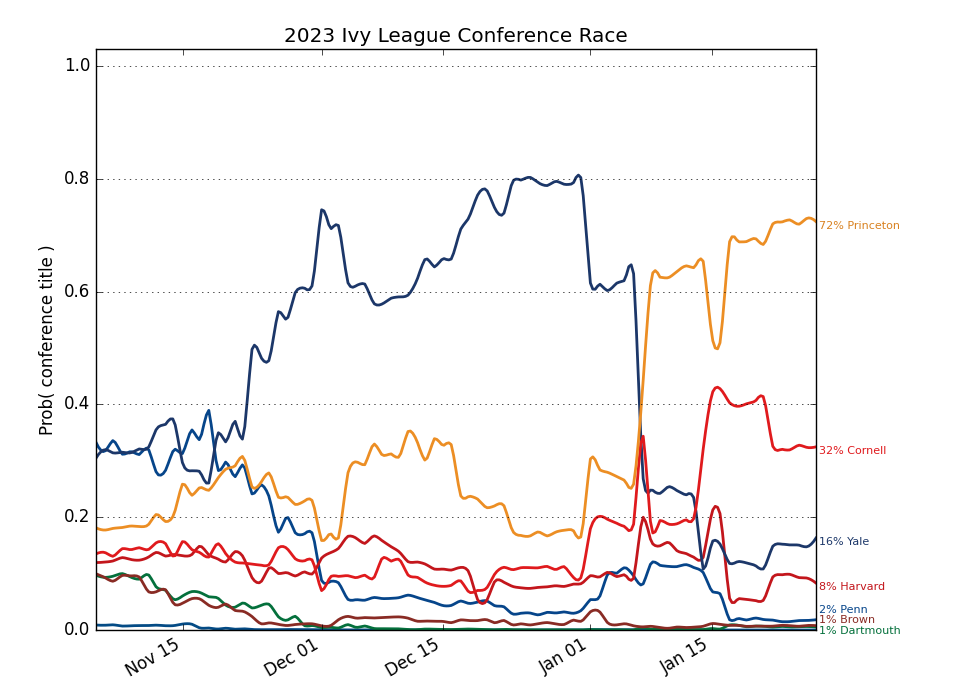 2023 Ivy League Conference Race
Prob( conference title )
1.0
0.8
0.6
0.4
0.2
0.0
Nov 15
Dec 01
Dec 15
Jan 01
Jan 15
72% Princeton
32% Cornell
16% Yale
8% Harvard
2% Penn
1% Brown
1% Dartmouth